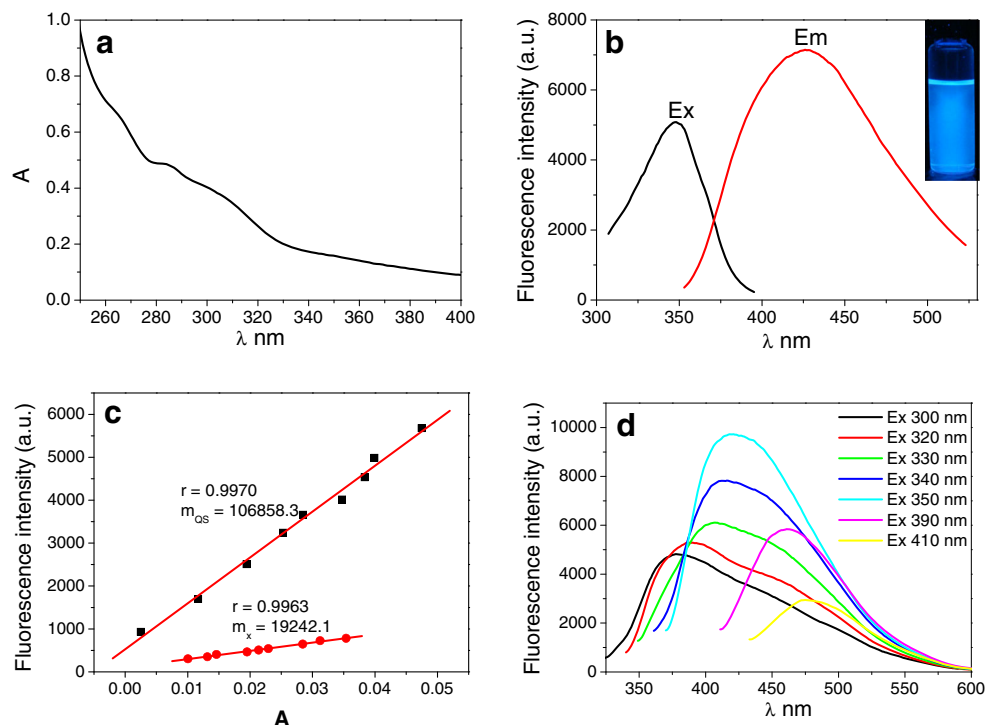 a
1.0
0.8
0.6
0.4
0.2
0.0
A
260 280 300 320 340 360 380 400
λ nm
b
8000
6000
4000
2000
0
Fluorescence intensity (a.u.)
Ex
Em
300 350 400 450 500 550
λ nm
c
6000
5000
4000
3000
2000
1000
0
Fluorescence intensity (a.u.)
r = 0.9970
mQS = 106858.3
r = 0.9963
mx = 19242.1
0.00 0.01 0.02 0.03 0.04 0.05
A
d
10000
8000
6000
4000
2000
0
Fluorescence intensity (a.u.)
Ex 300 nm
Ex 320 nm
Ex 330 nm
Ex 340 nm
Ex 350 nm
Ex 390 nm
Ex 410 nm
350 400 450 500 550 600
λ nm